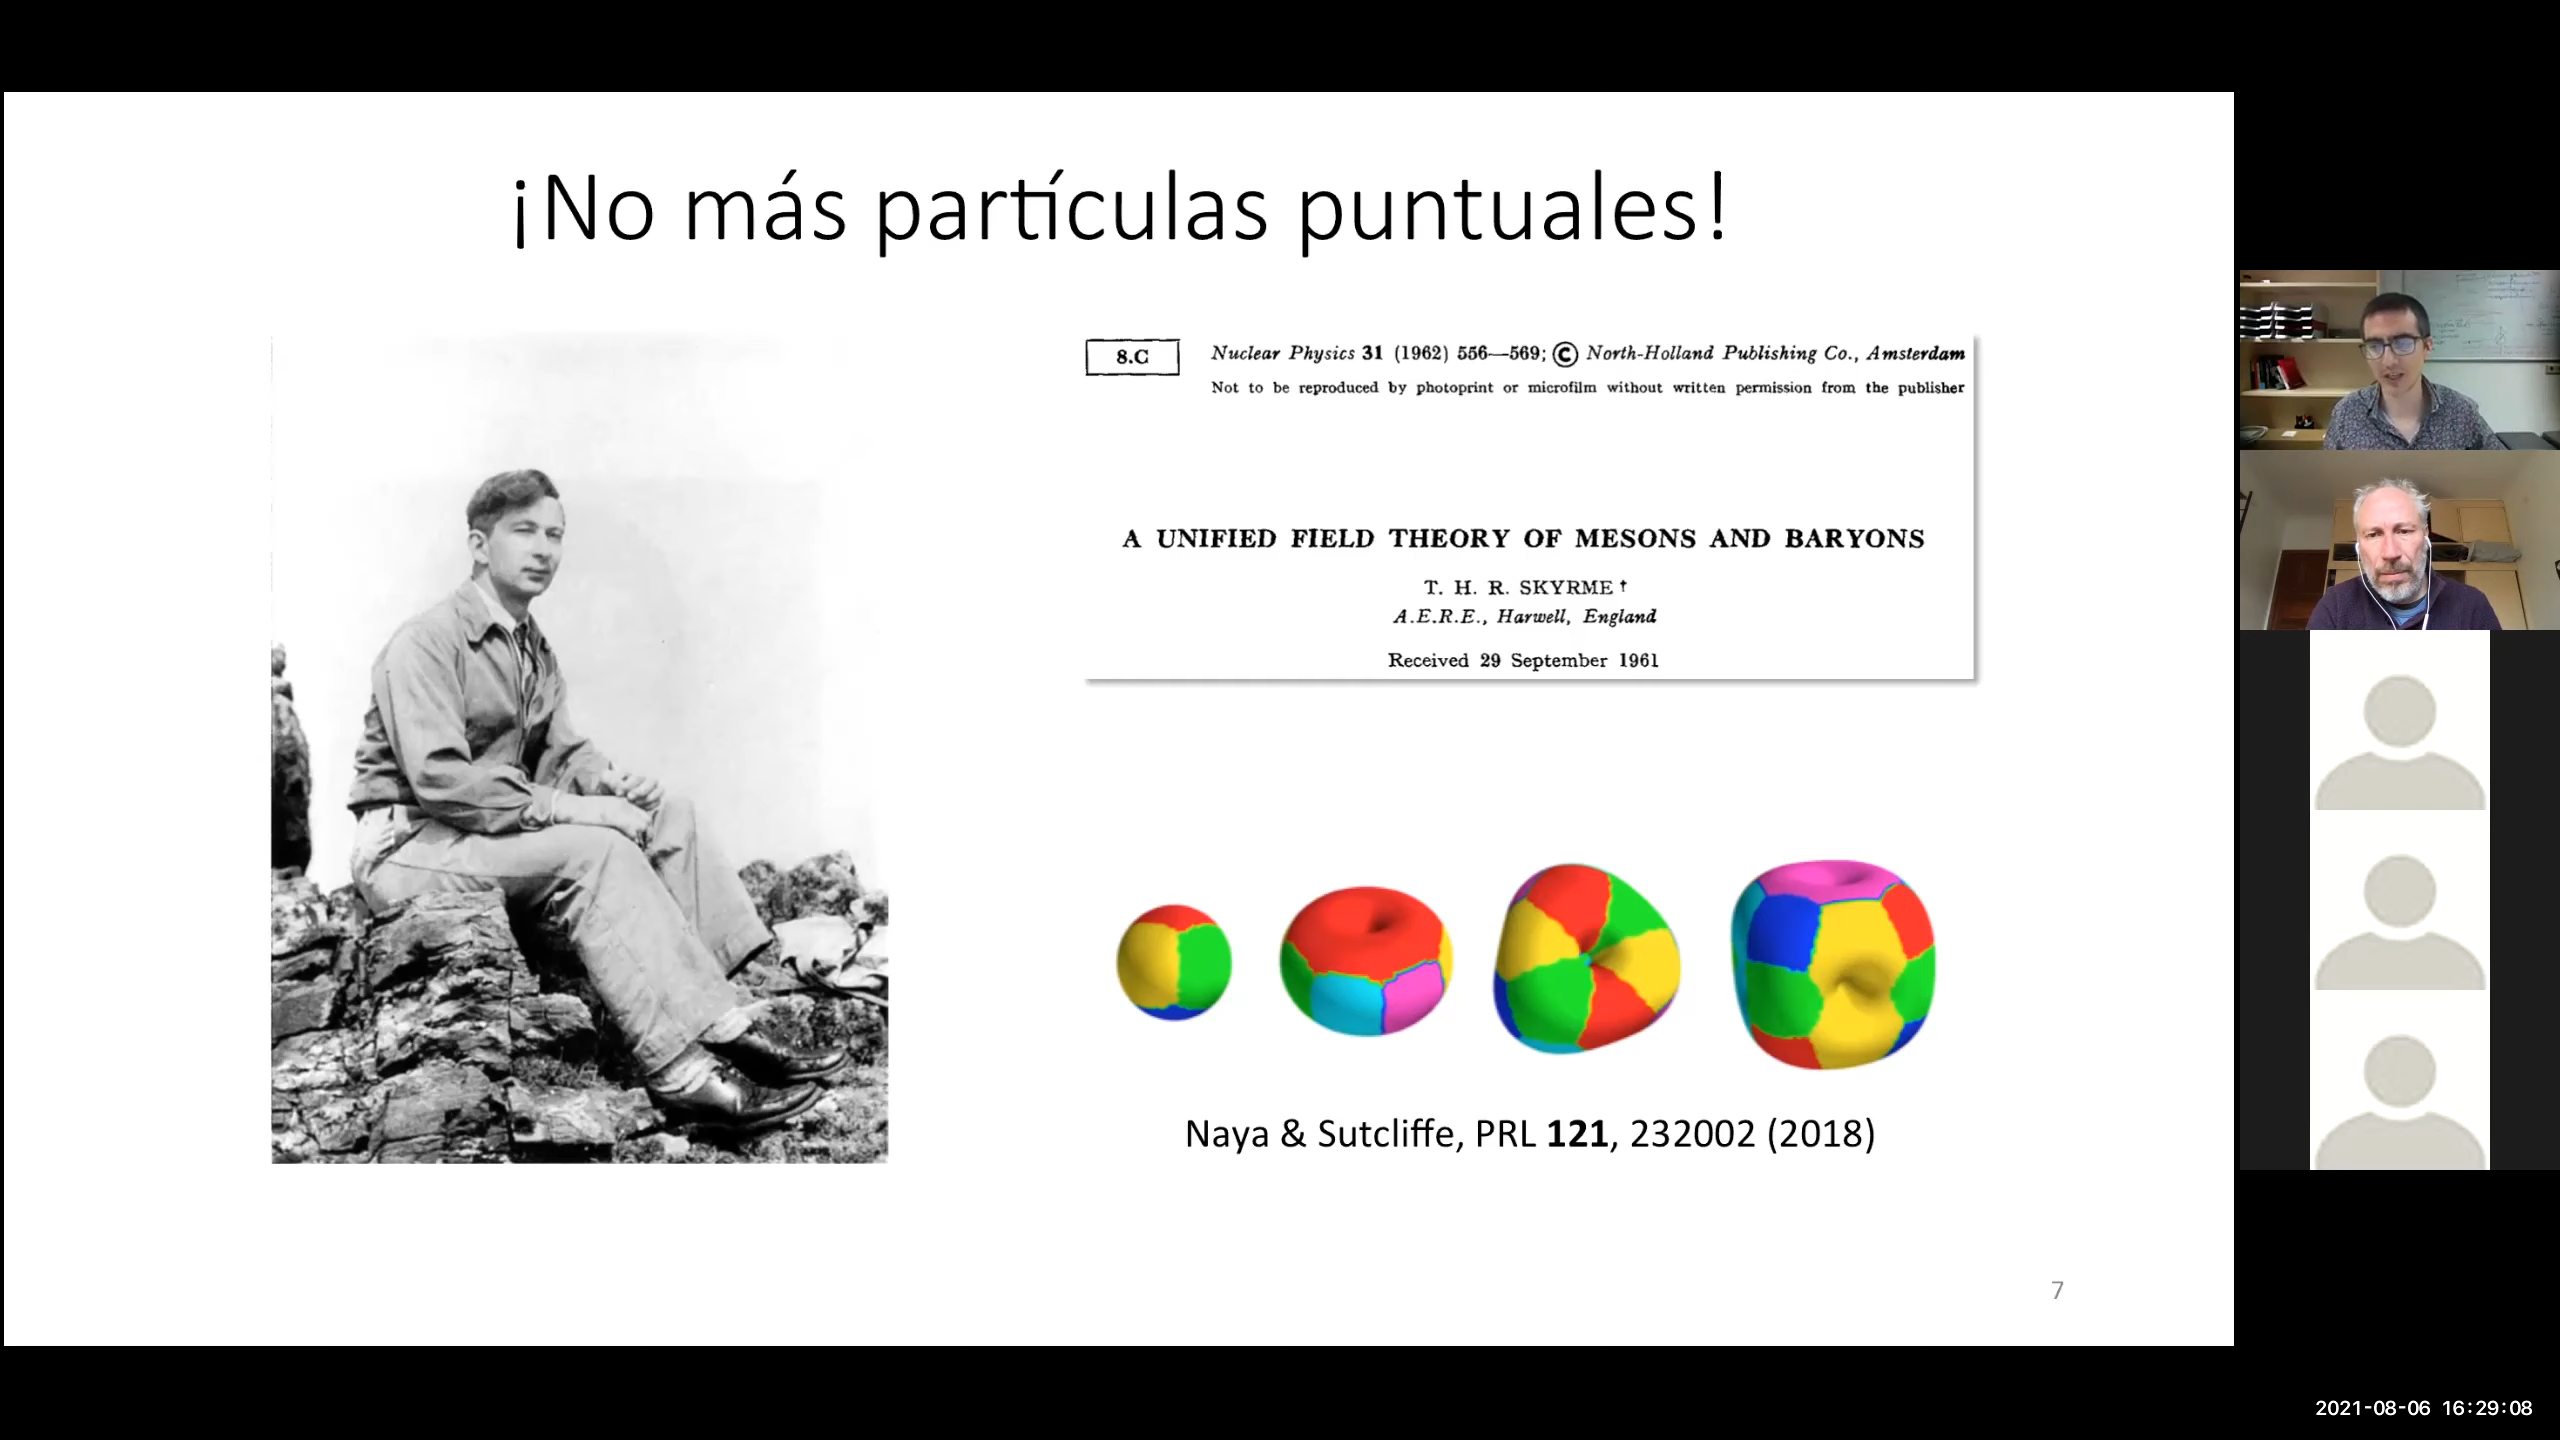 ¡No más partículas puntuales!
8.C
Nuclear Physics 31 (1962) 556—569; © North-Holland Publishing Co., Amsterdam
Not to be reproduced by photoprint or microfilm without written permission from the publisher
A UNIFIED FIELD THEORY OF MESONS AND BARYONS
T. H. R. SKYRME †
A.E.R.E., Harwell, England
Received 29 September 1961
Naya & Sutcliffe, PRL 121, 232002 (2018)
7
2021-08-06 16:29:08